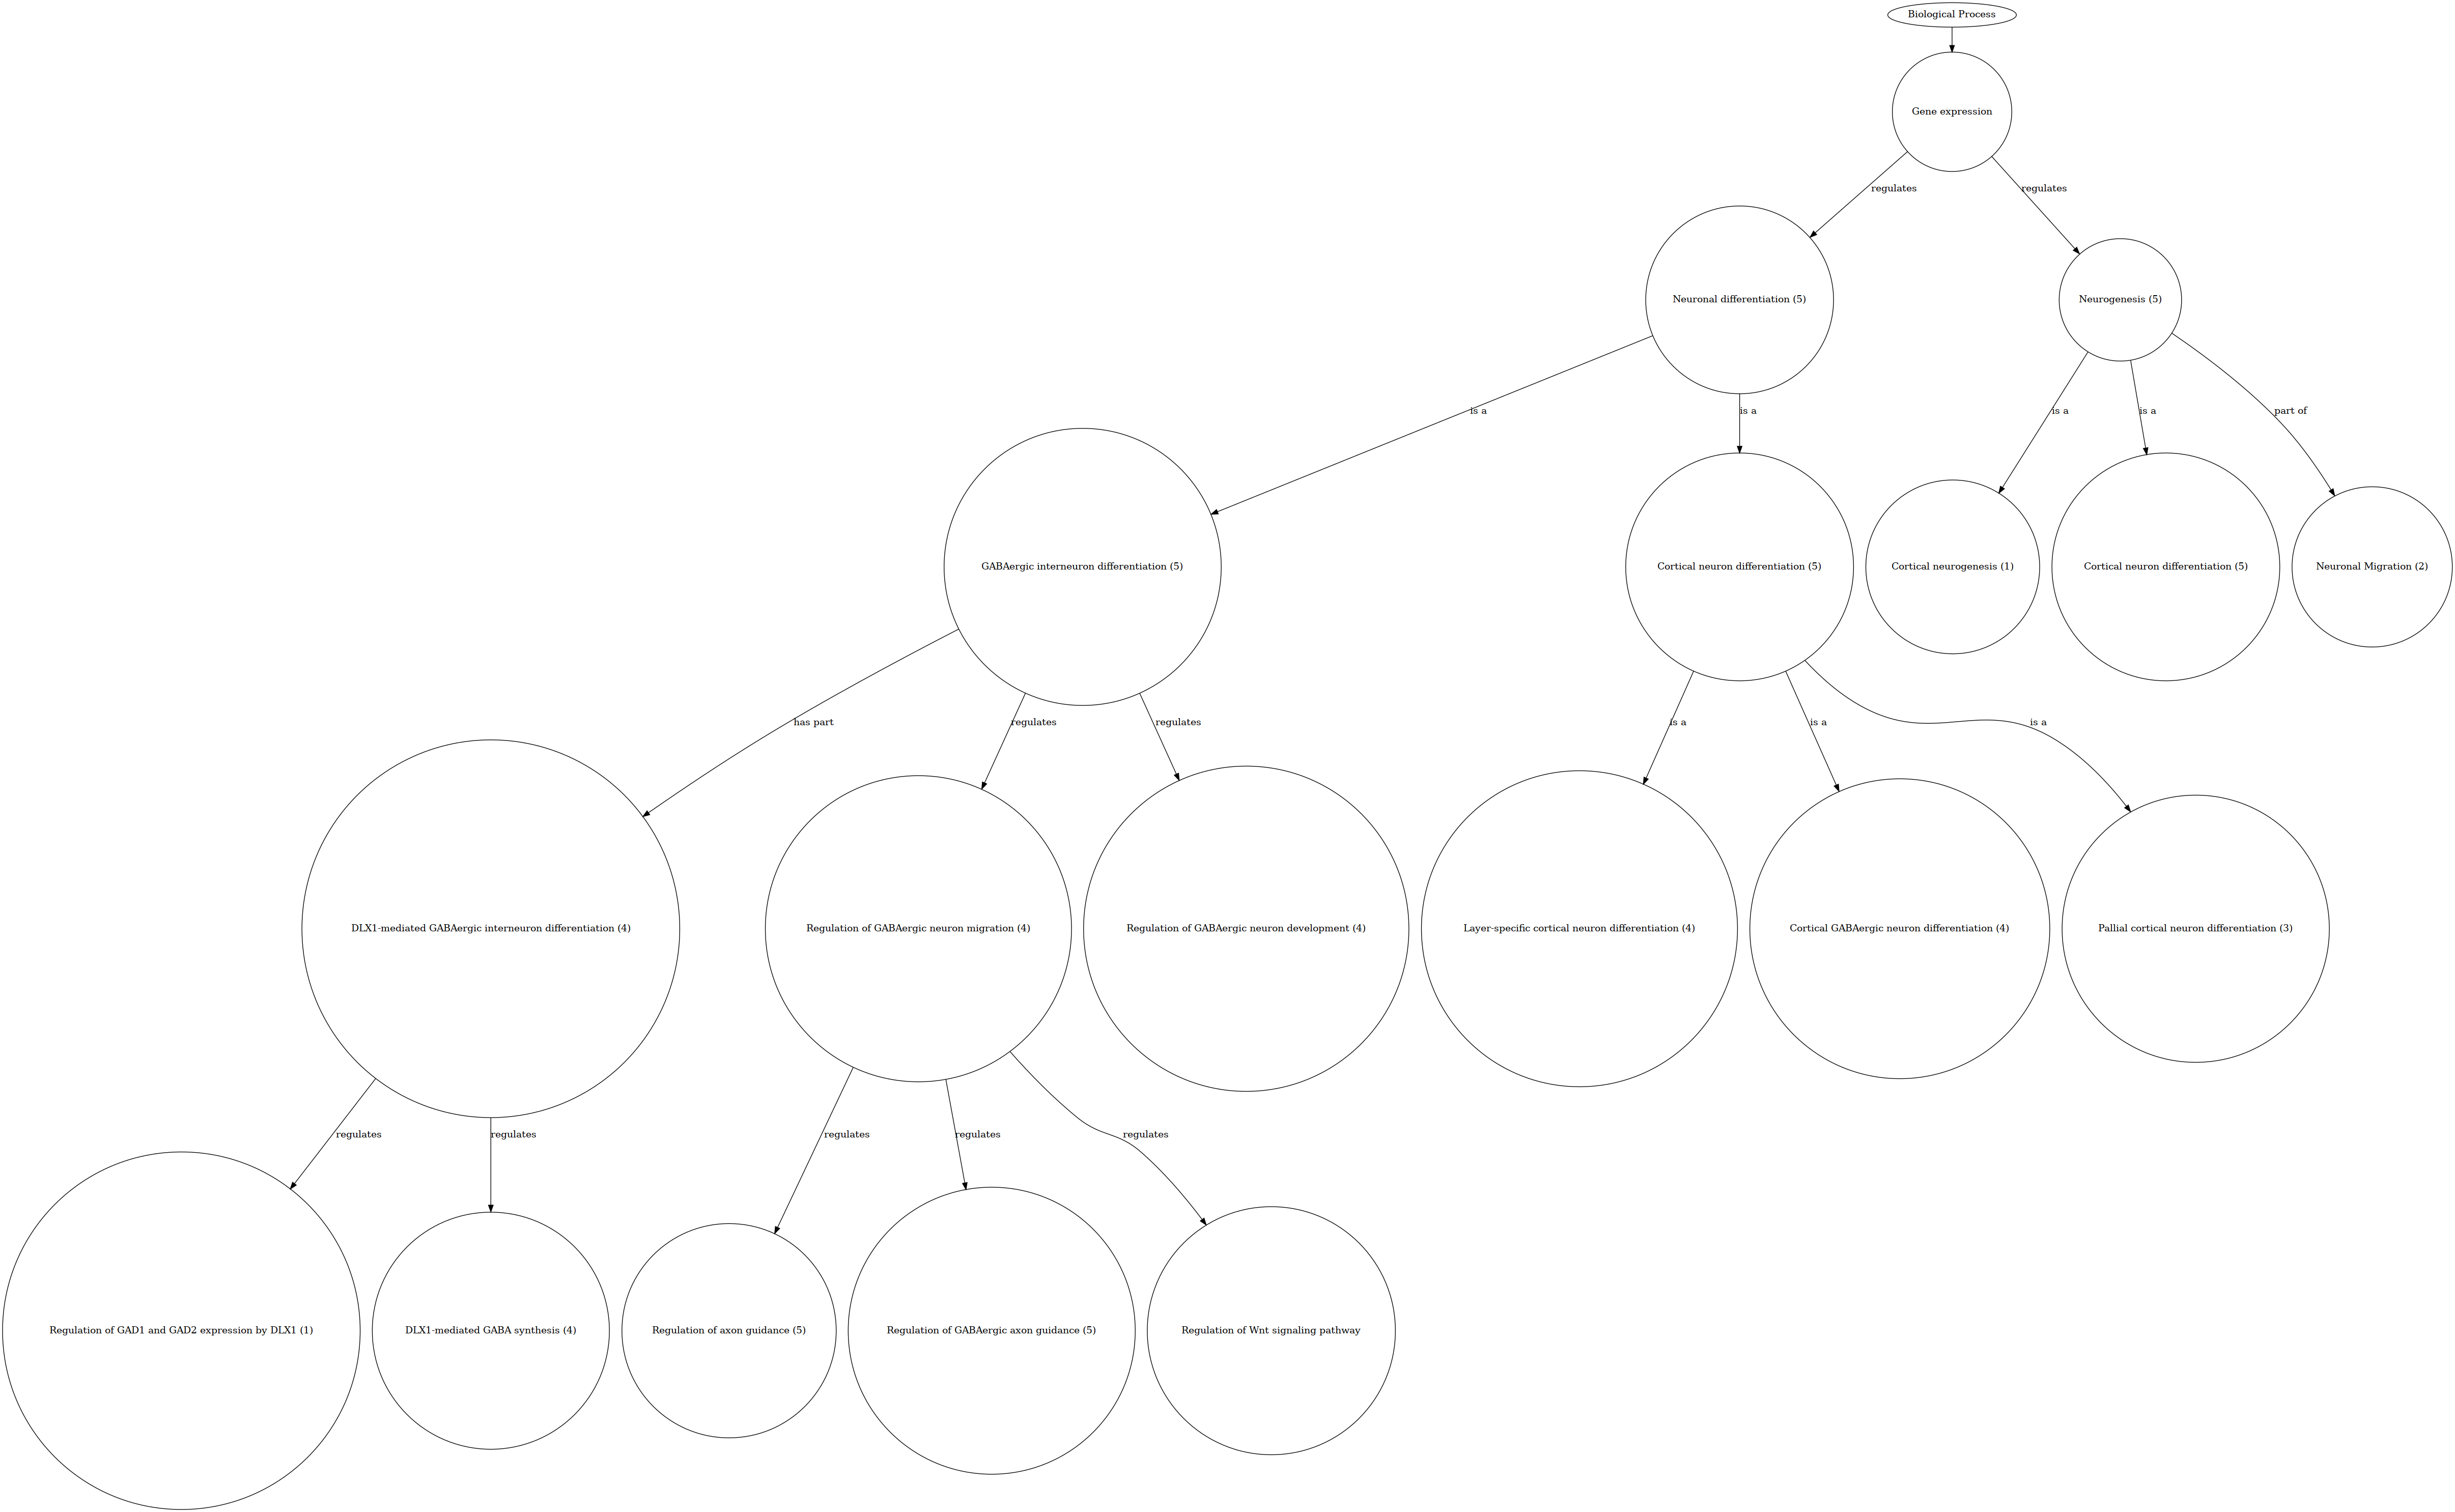 Biological Process
Gene expression
regulates
regulates
Neuronal differentiation (5)
Neurogenesis (5)
is a
is a
is a
is a
part of
GABAergic interneuron differentiation (5)
Cortical neuron differentiation (5)
Cortical neurogenesis (1)
Cortical neuron differentiation (5)
Neuronal Migration (2)
has part
regulates
regulates
is a
is a
is a
DLX1-mediated GABAergic interneuron differentiation (4)
Regulation of GABAergic neuron migration (4)
Regulation of GABAergic neuron development (4)
Layer-specific cortical neuron differentiation (4)
Cortical GABAergic neuron differentiation (4)
Pallial cortical neuron differentiation (3)
regulates
regulates
regulates
regulates
regulates
Regulation of GAD1 and GAD2 expression by DLX1 (1)
DLX1-mediated GABA synthesis (4)
Regulation of axon guidance (5)
Regulation of GABAergic axon guidance (5)
Regulation of Wnt signaling pathway